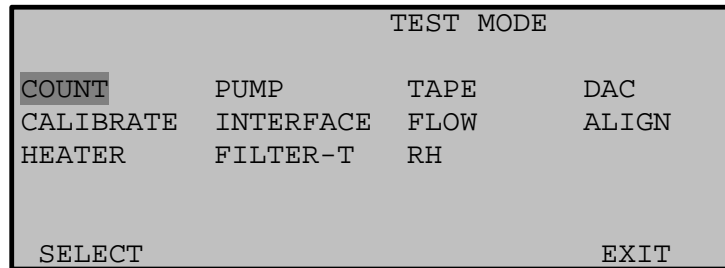 TEST MODE
COUNT PUMP TAPE DAC
CALIBRATE INTERFACE FLOW ALIGN
HEATER FILTER-T RH
SELECT EXIT